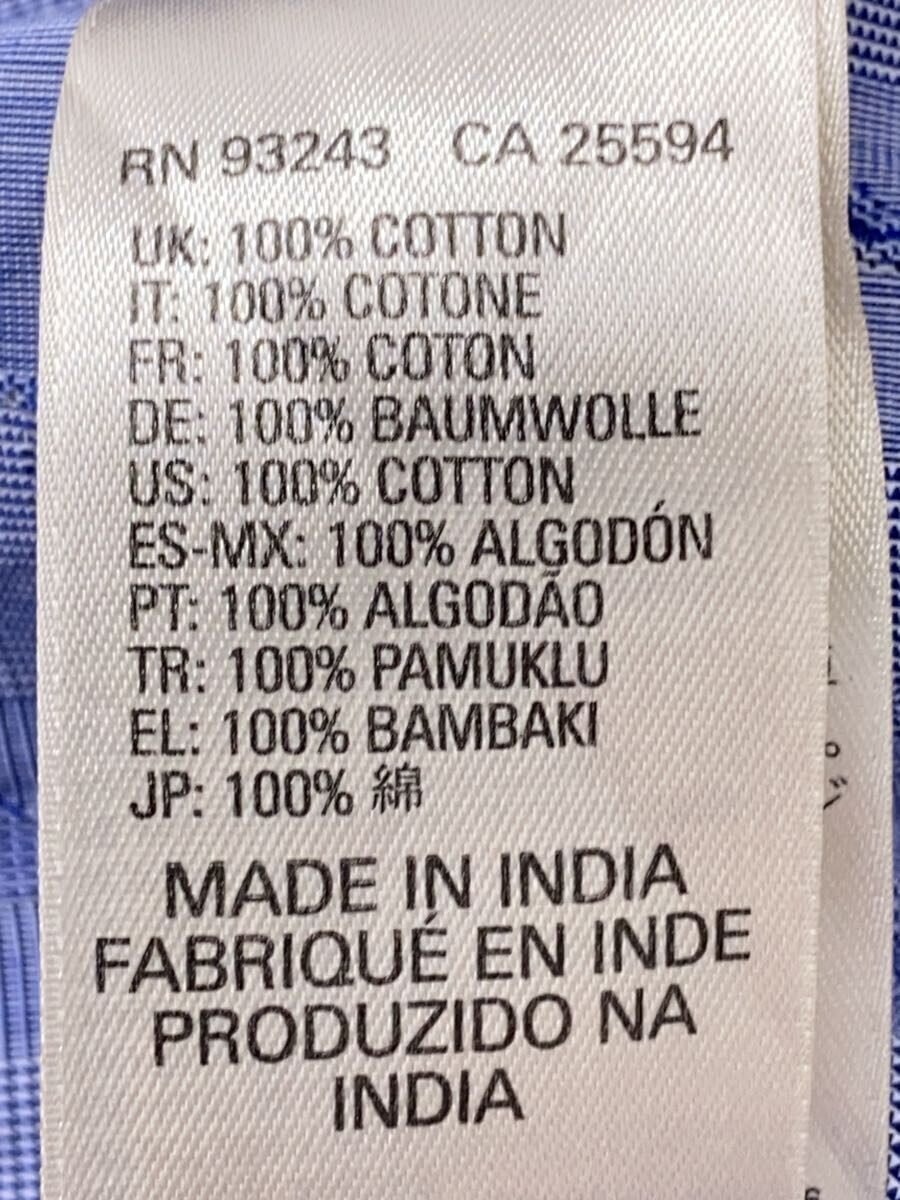 RN 93243 CA 25594
UK: 100% COTTON
IT: 100% COTONE
FR: 100% COTON
DE: 100% BAUMWOLLE
US: 100% COTTON
ES-MX: 100% ALGODÓN
PT: 100% ALGODÃO
TR: 100% PAMUKLU
EL: 100% BAMBAKI
JP: 100% 綿
MADE IN INDIA
FABRIQUÉ EN INDE
PRODUZIDO NA
INDIA